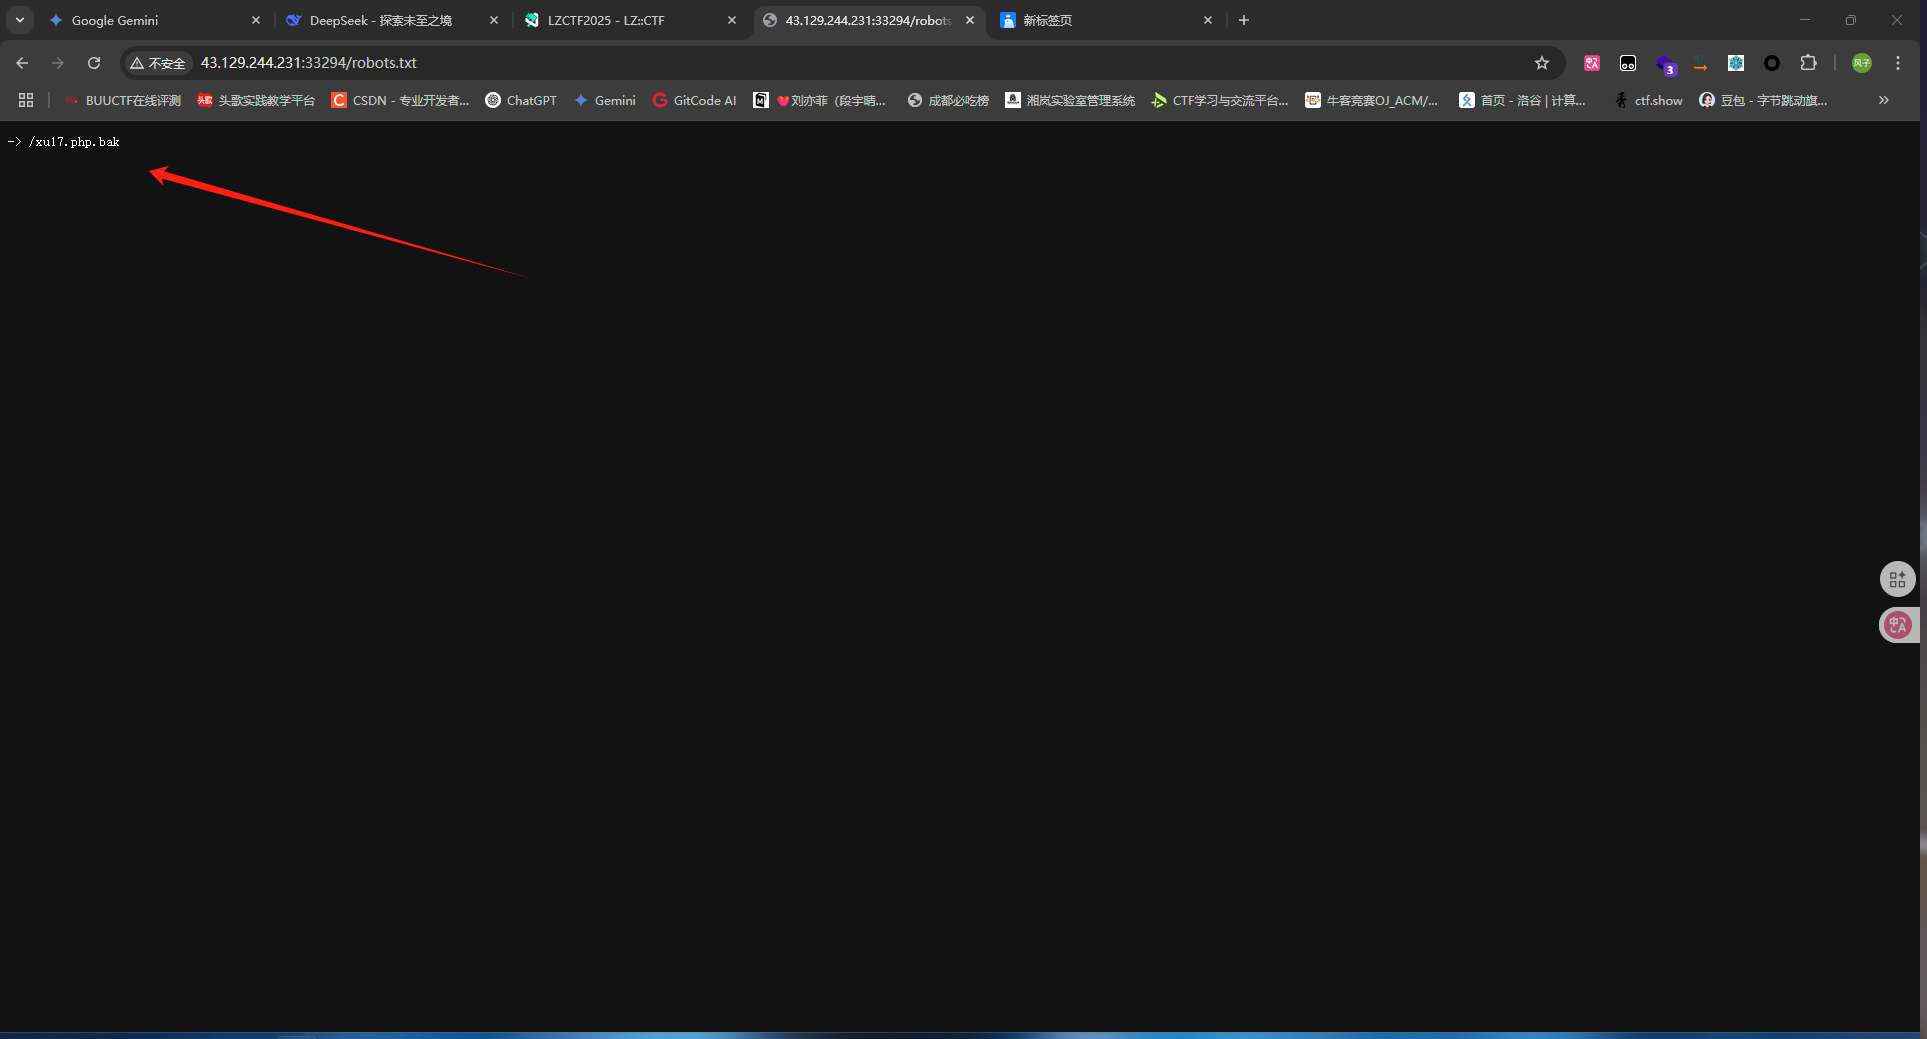 Google Gemini
DeepSeek - 探索未至之境
LZCTF2025 - LZ::CTF
43.129.244.231:33294/robots
新标签页
不安全
43.129.244.231:33294/robots.txt
3
风子
BUUCTF在线评测
头歌实践教学平台
CSDN - 专业开发者...
ChatGPT
Gemini
GitCode AI
刘亦菲（段宇晴...
成都必吃榜
湘岚实验室管理系统
CTF学习与交流平台...
牛客竞赛OJ_ACM/...
首页 - 洛谷 | 计算...
ctf.show
豆包 - 字节跳动旗...
-> /xu17.php.bak